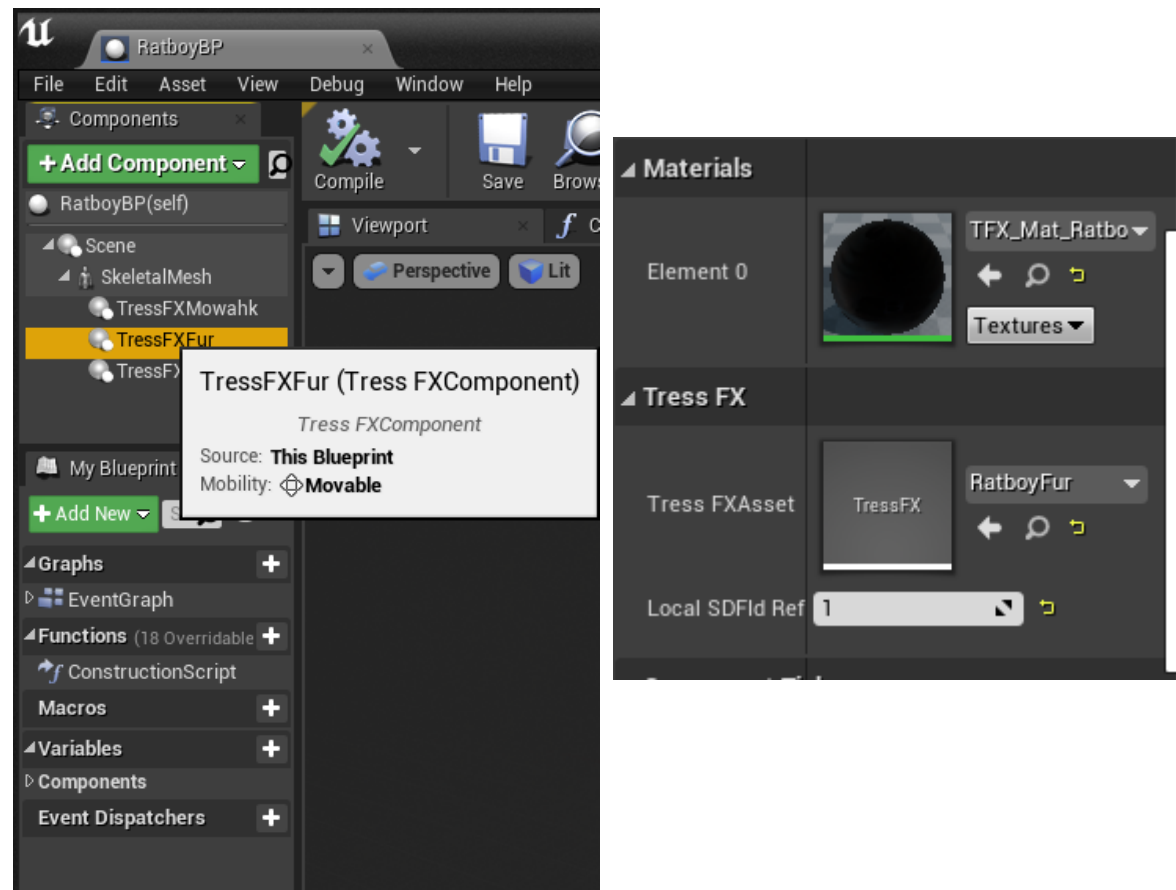 RatboyBP
File Edit Asset View Debug Window Help
Components
+ Add Component
Compile
Save
RatboyBP(self)
Viewport
Scene
Perspective
Lit
SkeletalMesh
TressFXMowahk
TressFXFur
TressFX
TressFXFur (Tress FXComponent)
Tress FXComponent
Source: This Blueprint
Mobility: Movable
My Blueprint
+ Add New
Graphs
EventGraph
Functions (18 Overridable
ConstructionScript
Macros
Variables
Components
Event Dispatchers
Materials
Element 0
TFX_Mat_Ratbo
Textures
Tress FX
Tress FXAsset
TressFX
RatboyFur
Local SDFld Ref
1